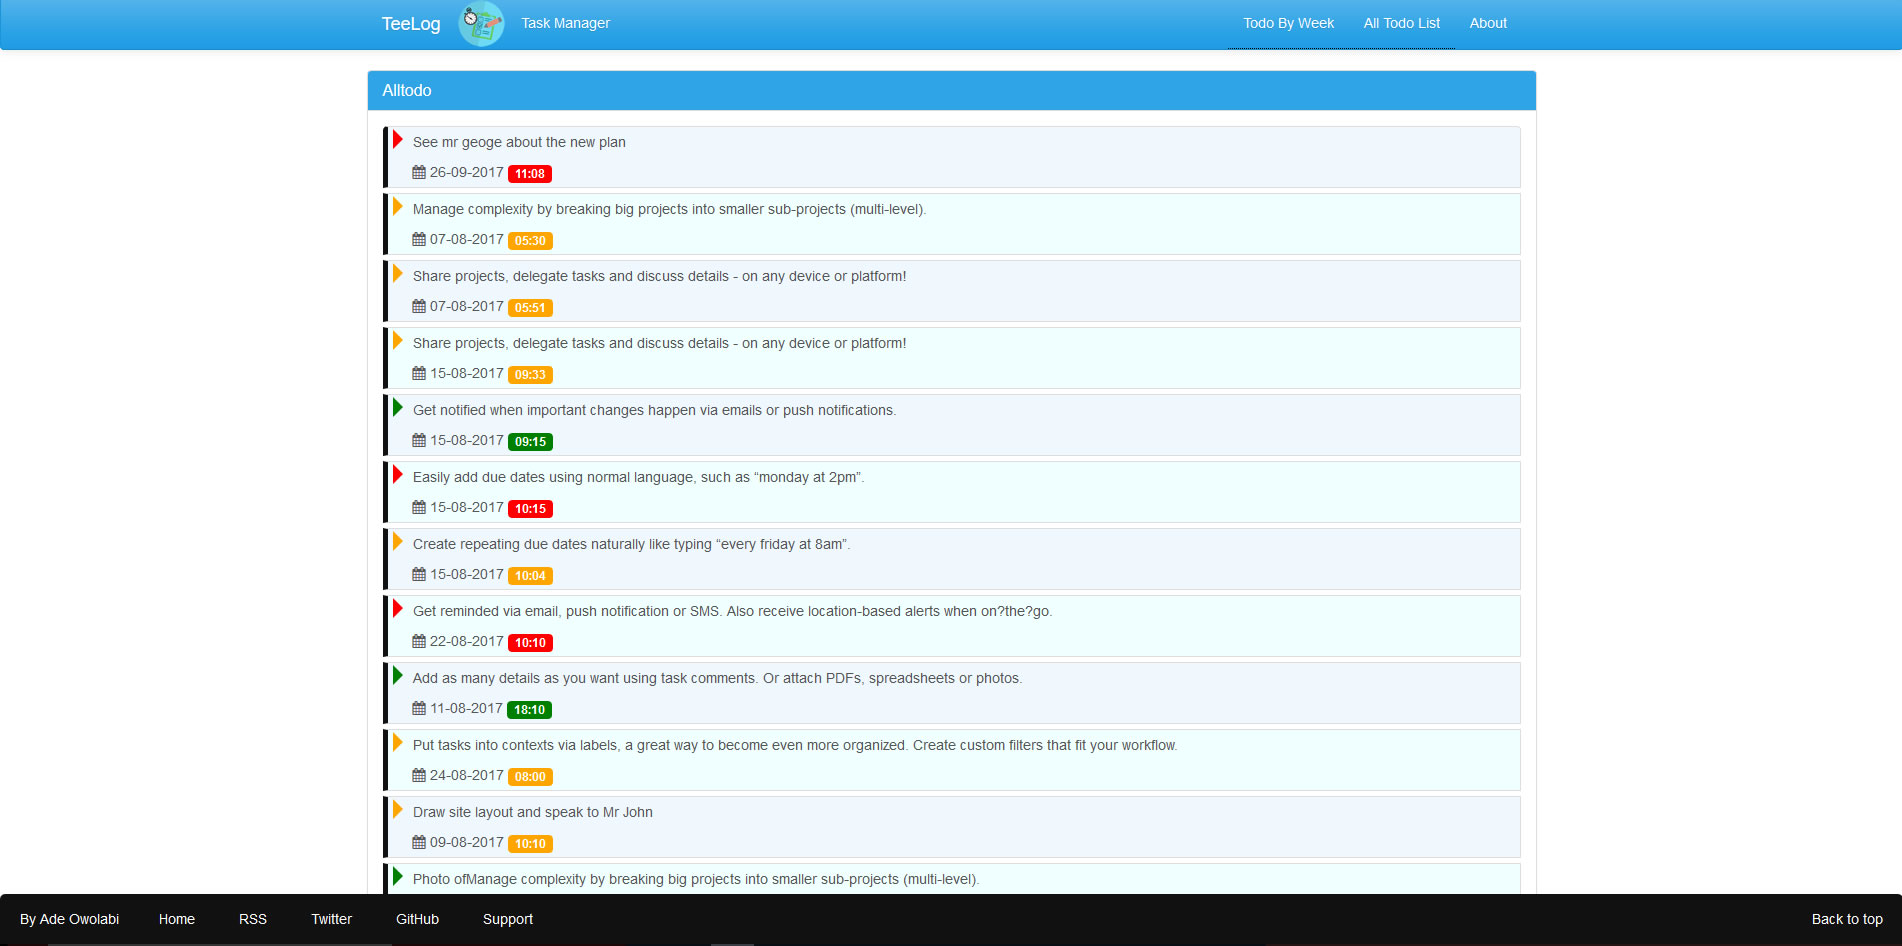 TeeLog Task Manager Todo By Week All Todo List About
Alltodo
See mr geoge about the new plan
26-09-2017 11:08
Manage complexity by breaking big projects into smaller sub-projects (multi-level).
07-08-2017 05:30
Share projects, delegate tasks and discuss details - on any device or platform!
07-08-2017 05:51
Share projects, delegate tasks and discuss details - on any device or platform!
15-08-2017 09:33
Get notified when important changes happen via emails or push notifications.
15-08-2017 09:15
Easily add due dates using normal language, such as “monday at 2pm”.
15-08-2017 10:15
Create repeating due dates naturally like typing “every friday at 8am”.
15-08-2017 10:04
Get reminded via email, push notification or SMS. Also receive location-based alerts when on?the?go.
22-08-2017 10:10
Add as many details as you want using task comments. Or attach PDFs, spreadsheets or photos.
11-08-2017 18:10
Put tasks into contexts via labels, a great way to become even more organized. Create custom filters that fit your workflow.
24-08-2017 08:00
Draw site layout and speak to Mr John
09-08-2017 10:10
Photo ofManage complexity by breaking big projects into smaller sub-projects (multi-level).
By Ade Owolabi Home RSS Twitter GitHub Support Back to top